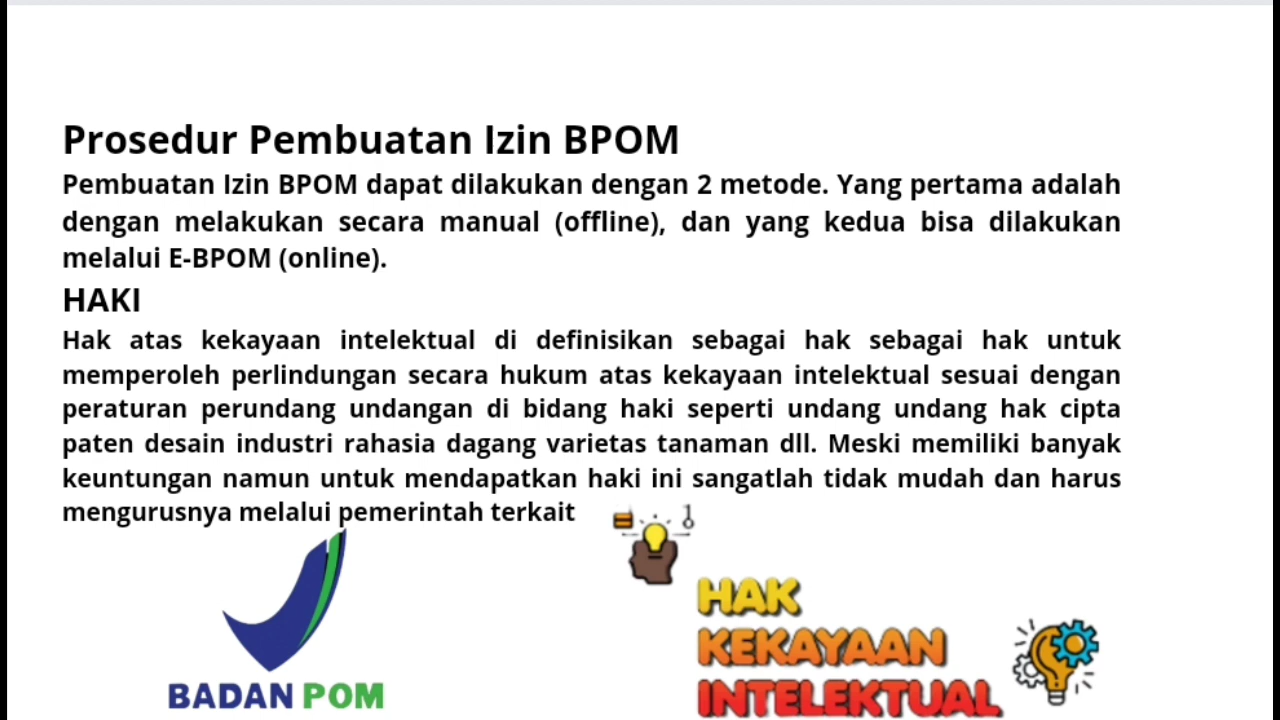 Prosedur Pembuatan Izin BPOM
Pembuatan Izin BPOM dapat dilakukan dengan 2 metode. Yang pertama adalah
dengan melakukan secara manual (offline), dan yang kedua bisa dilakukan
melalui E-BPOM (online).
HAKI
Hak atas kekayaan intelektual di definisikan sebagai hak sebagai hak untuk
memperoleh perlindungan secara hukum atas kekayaan intelektual sesuai dengan
peraturan perundang undangan di bidang haki seperti undang undang hak cipta
paten desain industri rahasia dagang varietas tanaman dll. Meski memiliki banyak
keuntungan namun untuk mendapatkan haki ini sangatlah tidak mudah dan harus
mengurusnya melalui pemerintah terkait
BADAN POM
HAK
KEKAYAAN
INTELEKTUAL